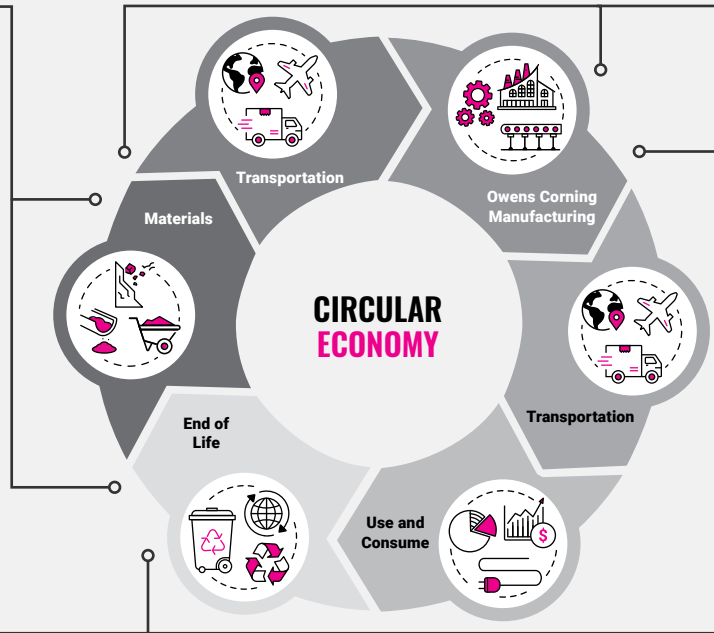 Transportation
Owens Corning
Manufacturing
Materials
CIRCULAR
ECONOMY
Transportation
End of
Life
Use and
Consume
$